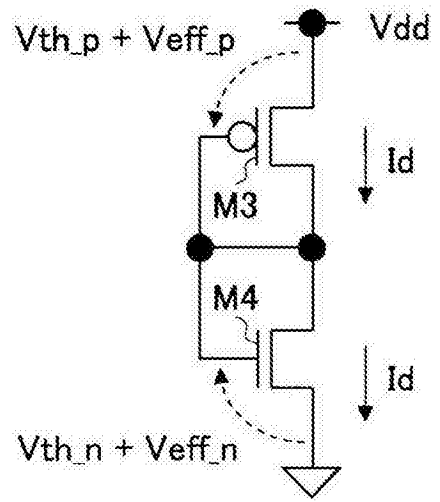 Vdd
Vth_p + Veff_p
Id
M3
M4
Id
Vth_n + Veff_n